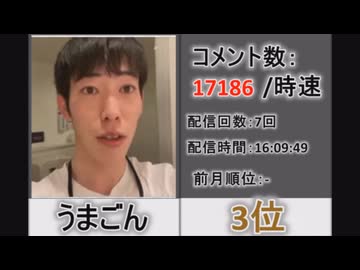 コメント数:
17186 /時速
配信回数:7回
配信時間:16:09:49
前月順位:-
うまごん
3位